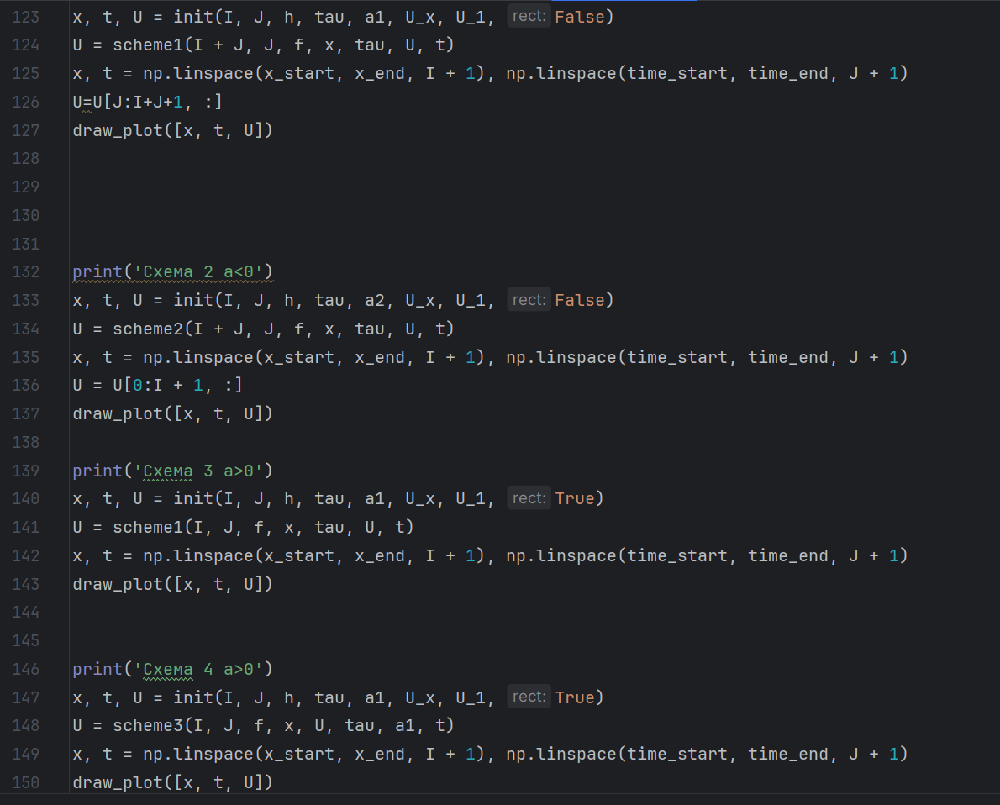 123 x, t, U = init(I, J, h, tau, a1, U_x, U_1, rect: False)
124 U = scheme1(I + J, J, f, x, tau, U, t)
125 x, t = np.linspace(x_start, x_end, I + 1), np.linspace(time_start, time_end, J + 1)
126 U=U[J:I+J+1, :]
127 draw_plot([x, t, U])
128
129
130
131
132 print('Схема 2 a<0')
133 x, t, U = init(I, J, h, tau, a2, U_x, U_1, rect: False)
134 U = scheme2(I + J, J, f, x, tau, U, t)
135 x, t = np.linspace(x_start, x_end, I + 1), np.linspace(time_start, time_end, J + 1)
136 U = U[0:I + 1, :]
137 draw_plot([x, t, U])
138
139 print('Схема 3 a>0')
140 x, t, U = init(I, J, h, tau, a1, U_x, U_1, rect: True)
141 U = scheme1(I, J, f, x, tau, U, t)
142 x, t = np.linspace(x_start, x_end, I + 1), np.linspace(time_start, time_end, J + 1)
143 draw_plot([x, t, U])
144
145
146 print('Схема 4 a>0')
147 x, t, U = init(I, J, h, tau, a1, U_x, U_1, rect: True)
148 U = scheme3(I, J, f, x, U, tau, a1, t)
149 x, t = np.linspace(x_start, x_end, I + 1), np.linspace(time_start, time_end, J + 1)
150 draw_plot([x, t, U])